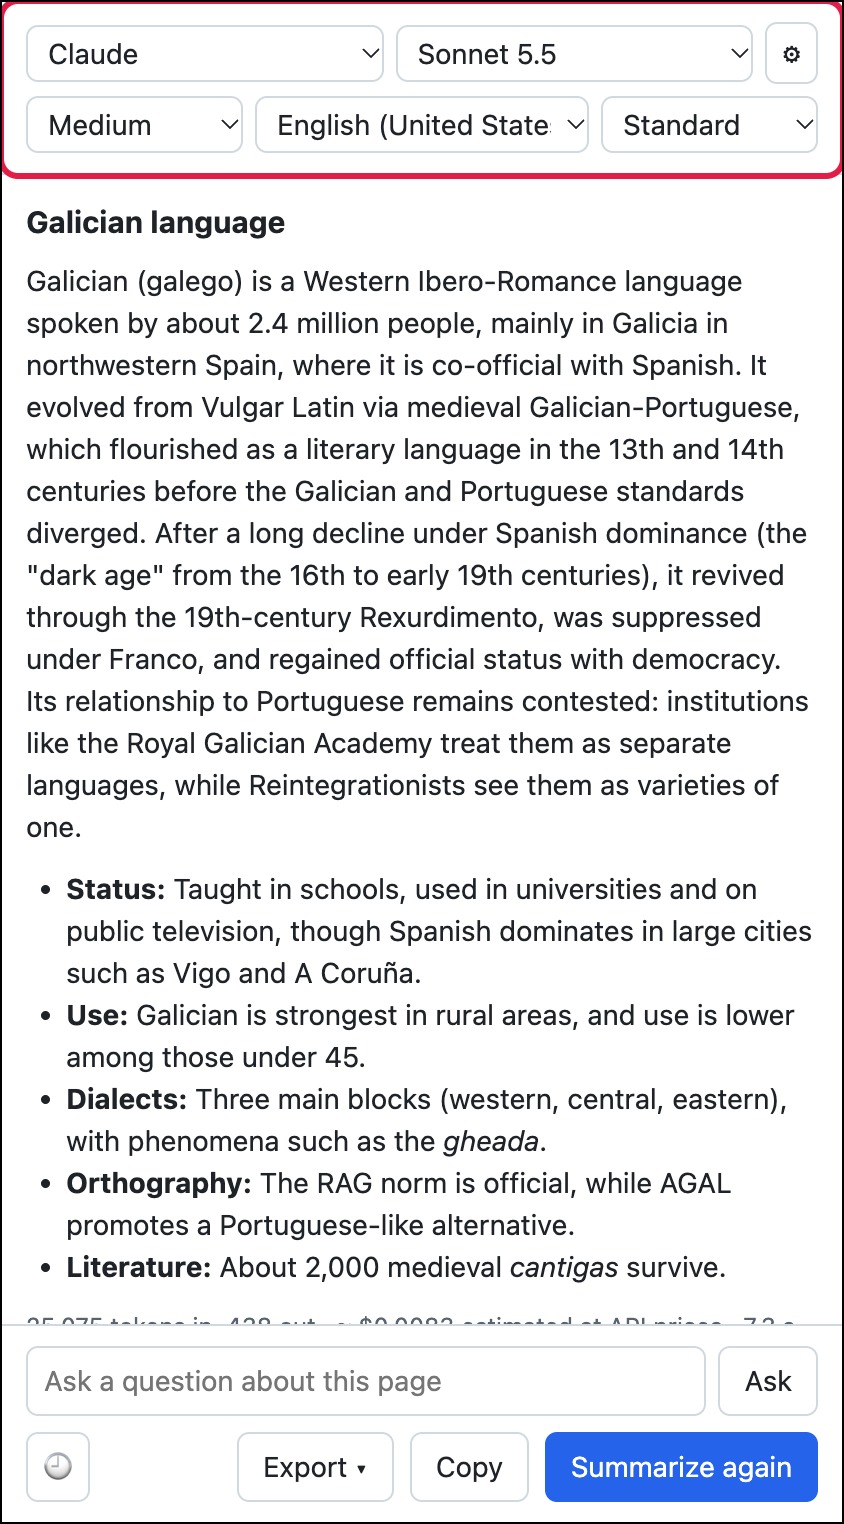 Claude
Sonnet 5.5
⚙
Medium
English (United State
Standard
Galician language
Galician (galego) is a Western Ibero-Romance language
spoken by about 2.4 million people, mainly in Galicia in
northwestern Spain, where it is co-official with Spanish. It
evolved from Vulgar Latin via medieval Galician-Portuguese,
which flourished as a literary language in the 13th and 14th
centuries before the Galician and Portuguese standards
diverged. After a long decline under Spanish dominance (the
"dark age" from the 16th to early 19th centuries), it revived
through the 19th-century Rexurdimento, was suppressed
under Franco, and regained official status with democracy.
Its relationship to Portuguese remains contested: institutions
like the Royal Galician Academy treat them as separate
languages, while Reintegrationists see them as varieties of
one.
• Status: Taught in schools, used in universities and on
public television, though Spanish dominates in large cities
such as Vigo and A Coruña.
• Use: Galician is strongest in rural areas, and use is lower
among those under 45.
• Dialects: Three main blocks (western, central, eastern),
with phenomena such as the gheada.
• Orthography: The RAG norm is official, while AGAL
promotes a Portuguese-like alternative.
• Literature: About 2,000 medieval cantigas survive.
tokens in, out estimated at API prices
Ask a question about this page
Ask
Export ▾
Copy
Summarize again